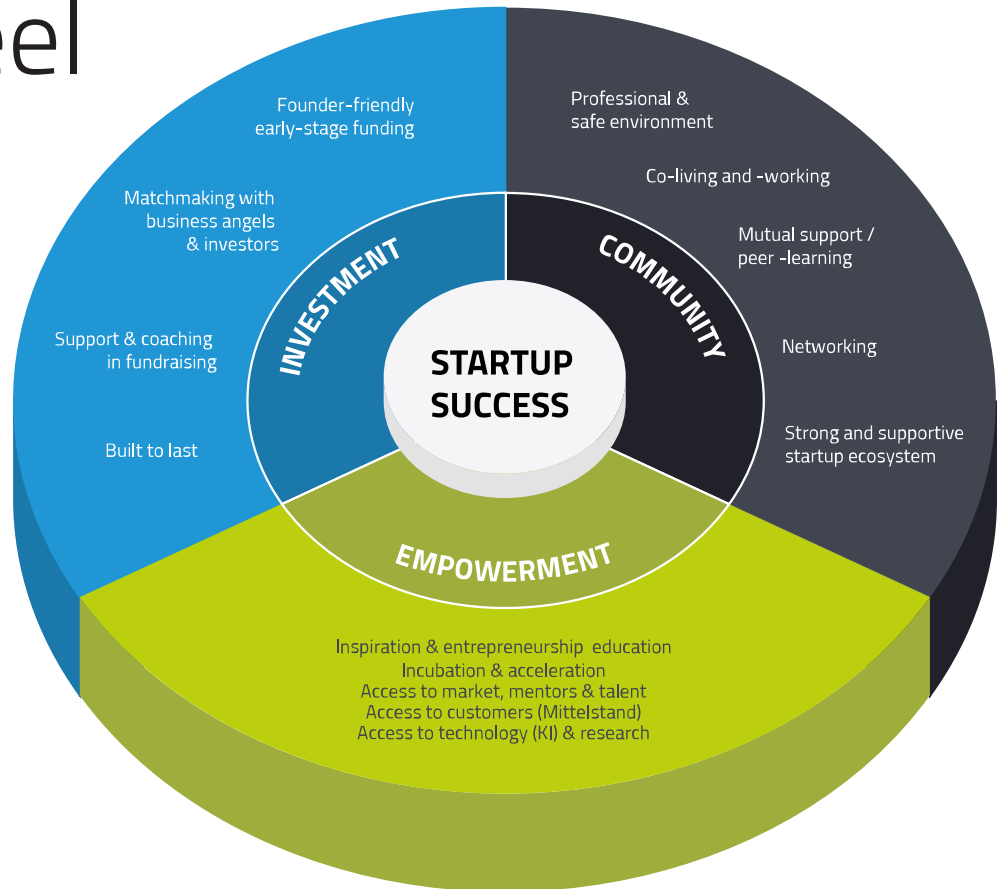 eel
Founder-friendly
early-stage funding
Matchmaking with
business angels
& investors
Support & coaching
in fundraising
Built to last
INVESTMENT
Professional &
safe environment
Co-living and -working
Mutual support /
peer -learning
Networking
Strong and supportive
startup ecosystem
COMMUNITY
STARTUP
SUCCESS
EMPOWERMENT
Inspiration & entrepreneurship education
Incubation & acceleration
Access to market, mentors & talent
Access to customers (Mittelstand)
Access to technology (KI) & research